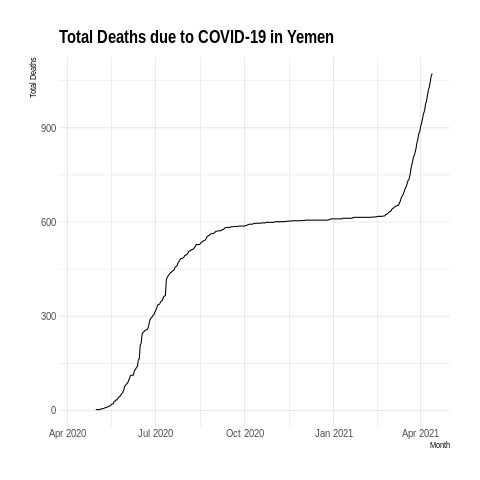 Total Deaths due to COVID-19 in Yemen
Total Deaths
900
600
300
0
Apr 2020 Jul 2020 Oct 2020 Jan 2021 Apr 2021
Month